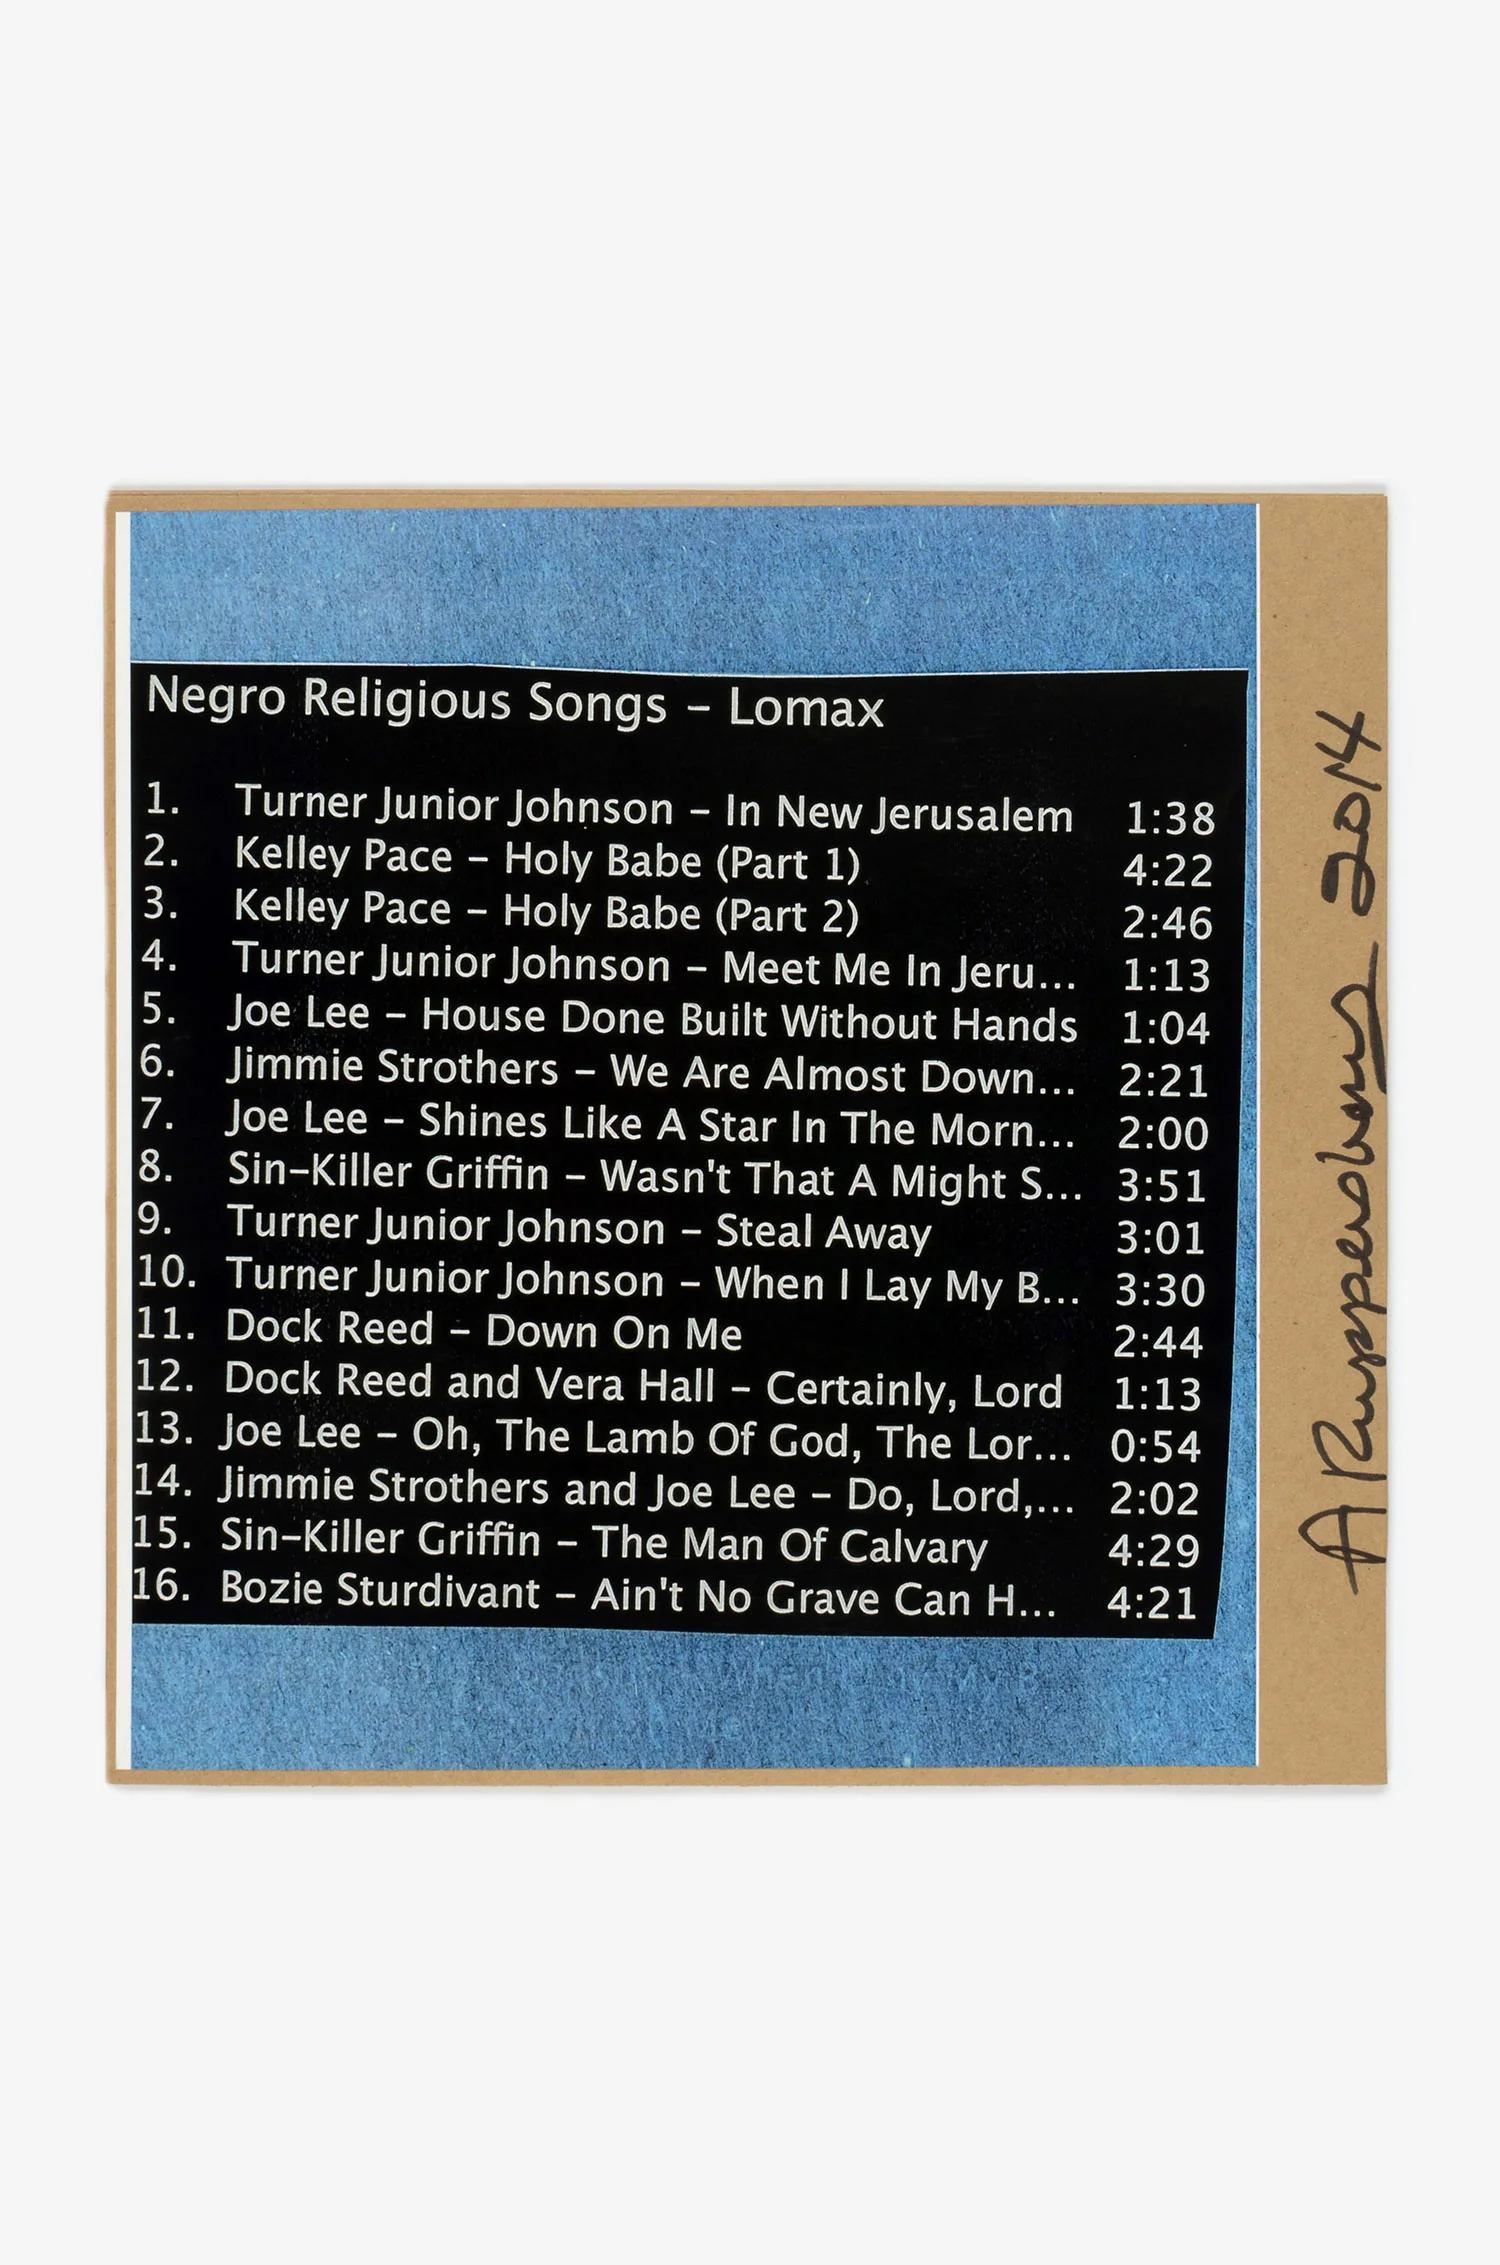 Negro Religious Songs – Lomax
1. Turner Junior Johnson – In New Jerusalem 1:38
2. Kelley Pace – Holy Babe (Part 1) 4:22
3. Kelley Pace – Holy Babe (Part 2) 2:46
4. Turner Junior Johnson – Meet Me In Jeru... 1:13
5. Joe Lee – House Done Built Without Hands 1:04
6. Jimmie Strothers – We Are Almost Down... 2:21
7. Joe Lee – Shines Like A Star In The Morn... 2:00
8. Sin-Killer Griffin – Wasn't That A Might S... 3:51
9. Turner Junior Johnson – Steal Away 3:01
10. Turner Junior Johnson – When I Lay My B... 3:30
11. Dock Reed – Down On Me 2:44
12. Dock Reed and Vera Hall – Certainly, Lord 1:13
13. Joe Lee – Oh, The Lamb Of God, The Lor... 0:54
14. Jimmie Strothers and Joe Lee – Do, Lord,... 2:02
15. Sin-Killer Griffin – The Man Of Calvary 4:29
16. Bozie Sturdivant – Ain't No Grave Can H... 4:21
A Ruppersberg 2014